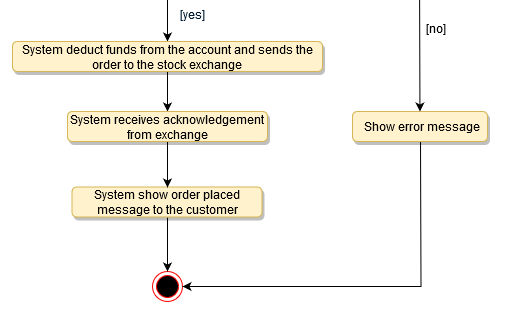 [yes]
[no]
System deduct funds from the account and sends the
order to the stock exchange
System receives acknowledgement
from exchange
Show error message
System show order placed
message to the customer